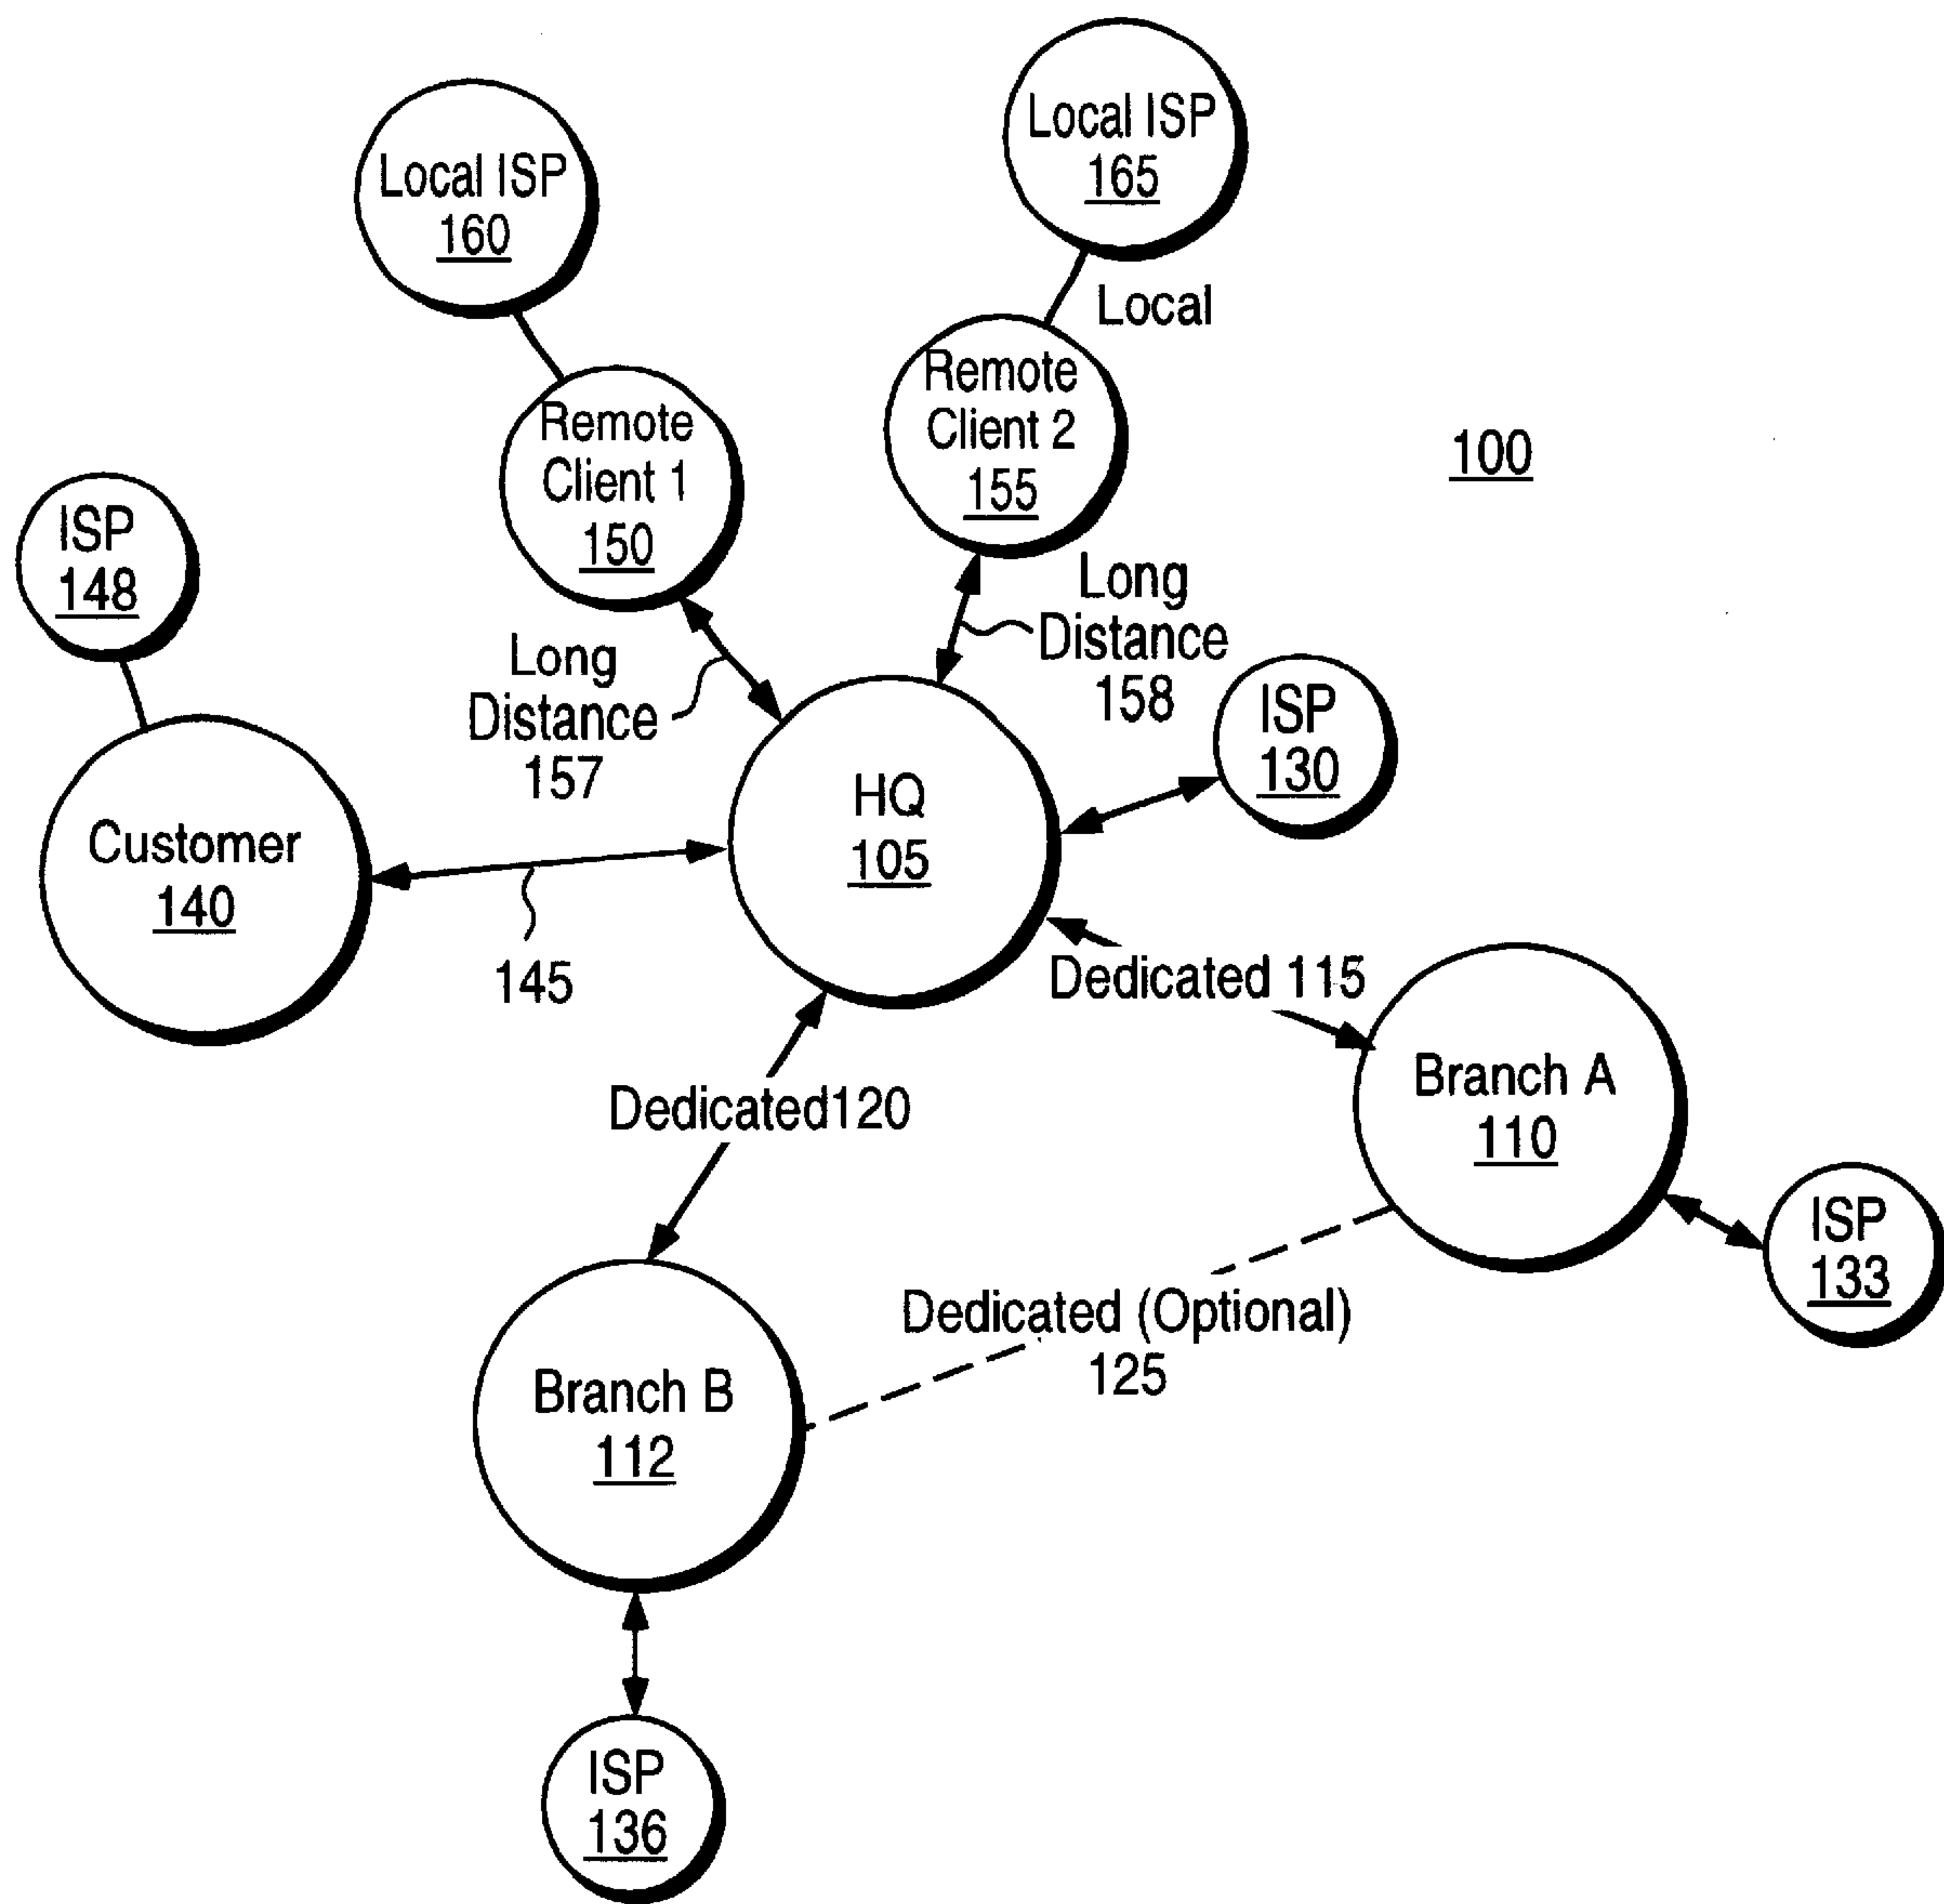 Local ISP
165
Local ISP
160
Local
Remote
Client 2
155
Remote
Client 1
150
100
ISP
148
Long
Distance
158
Long
Distance
157
ISP
130
HQ
105
Customer
140
145
Dedicated 115
Branch A
110
Dedicated120
ISP
133
Dedicated (Optional)
125
Branch B
112
ISP
136